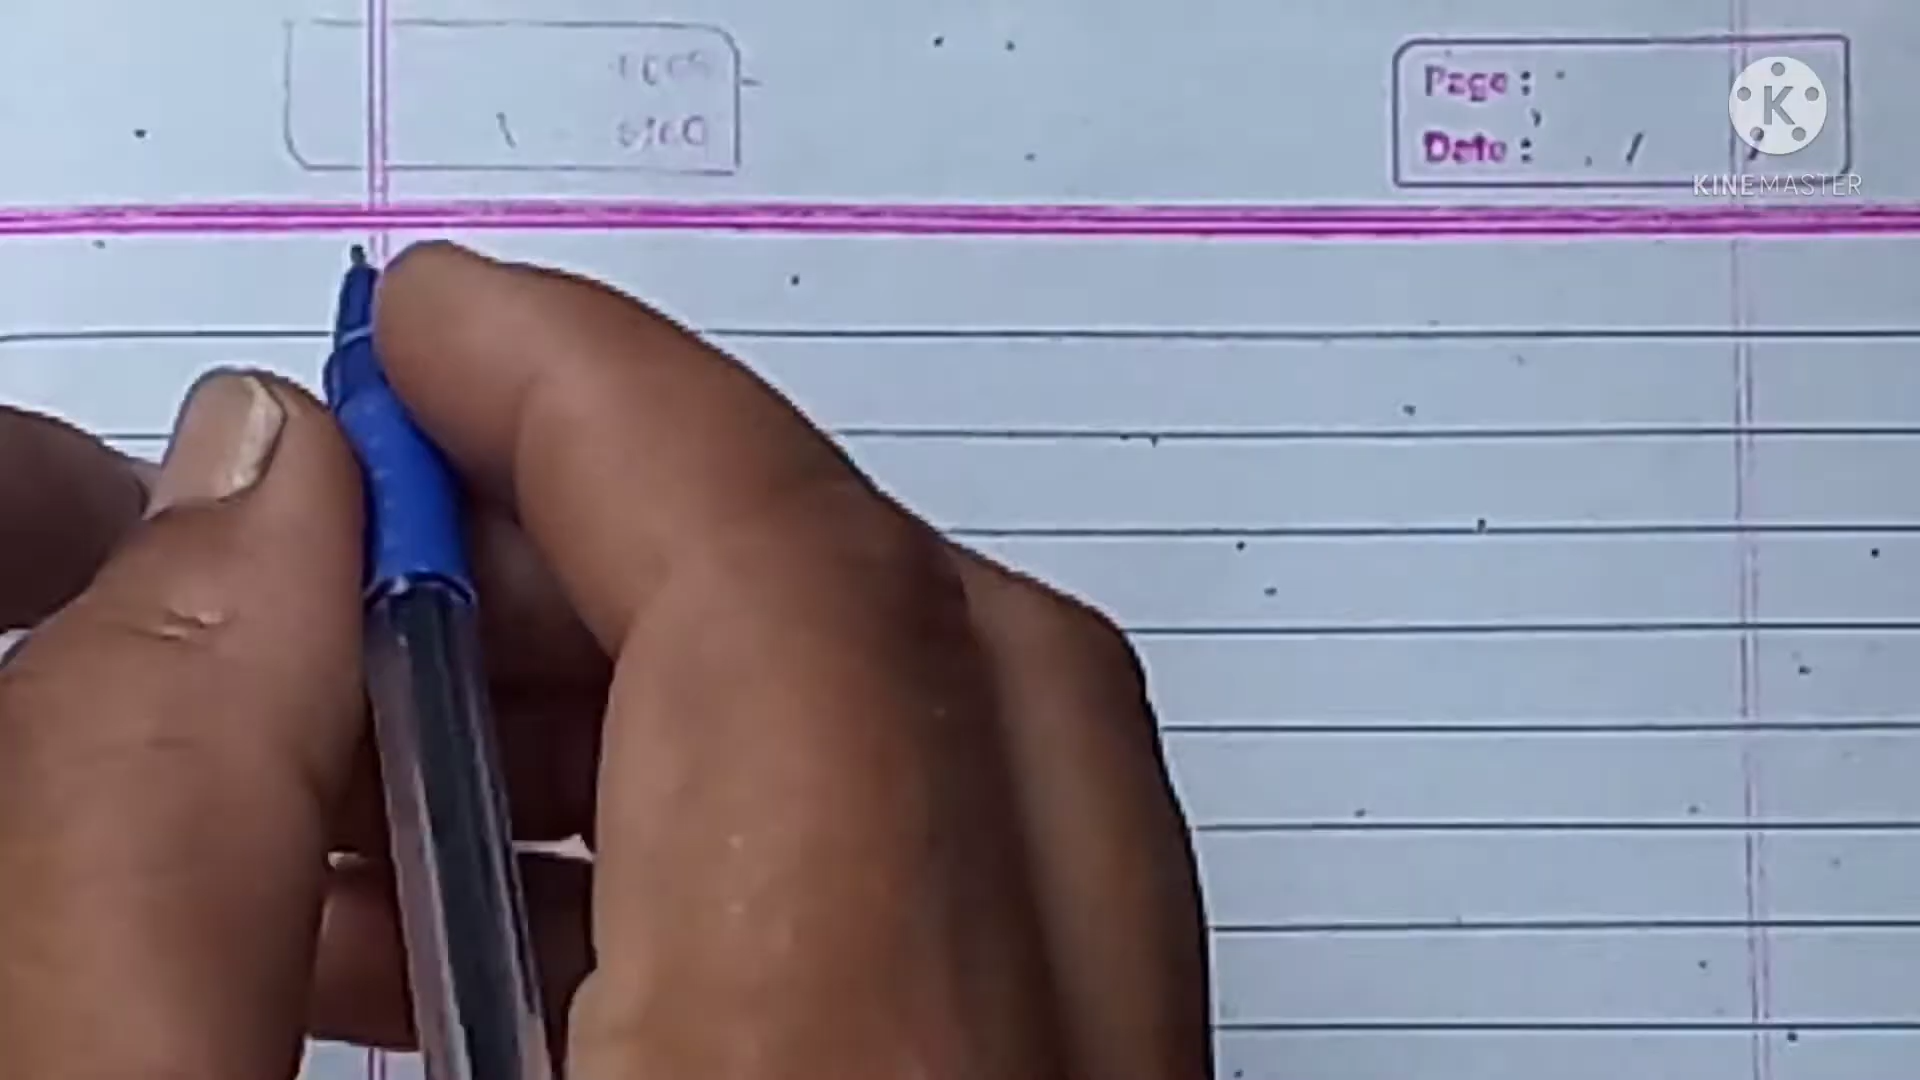 Page :
Date : / /
K
KINEMASTER